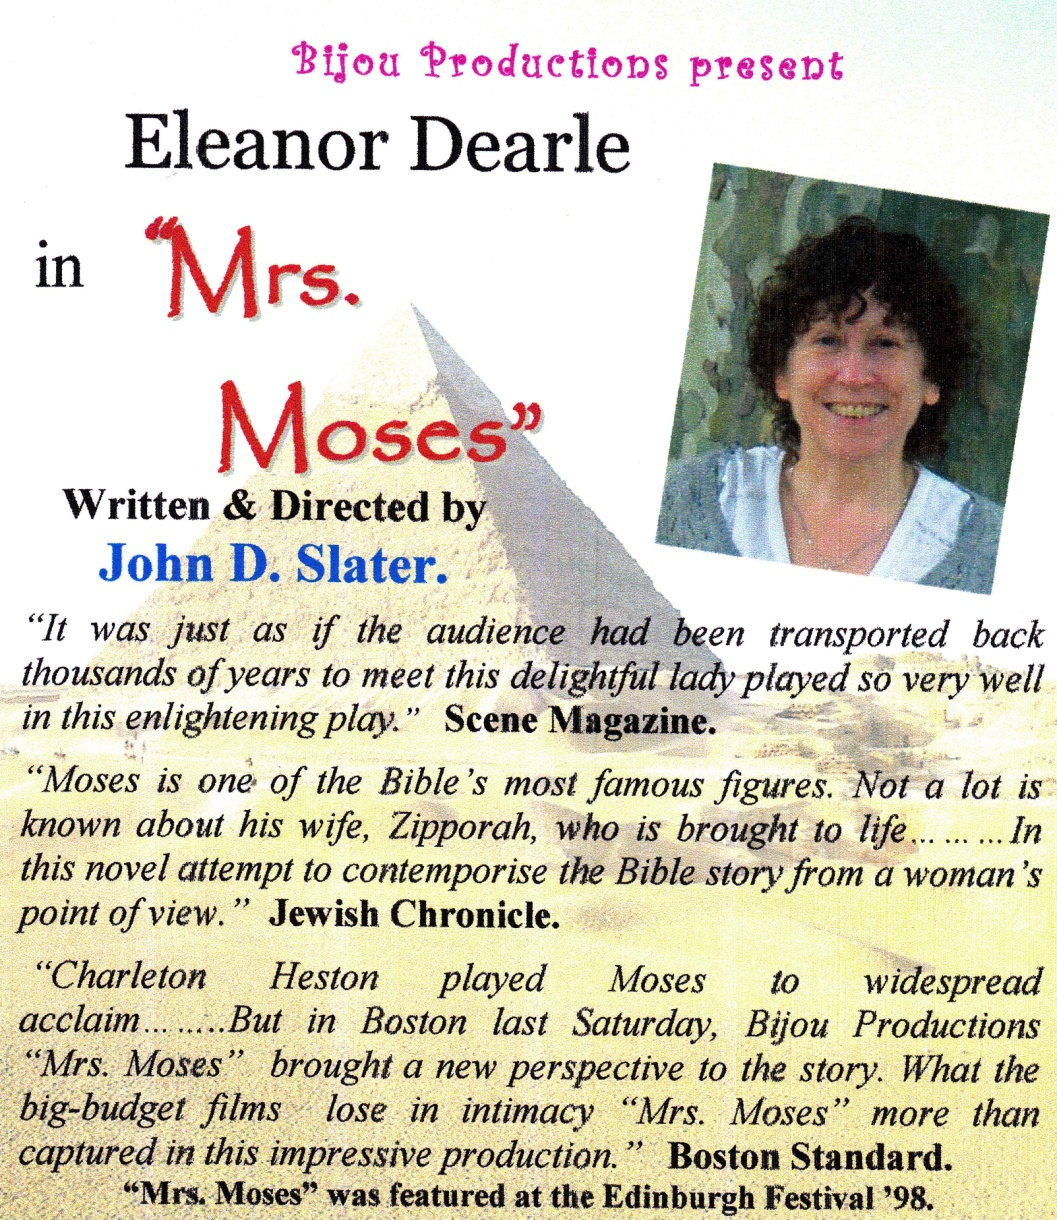 Bijou Productions present
Eleanor Dearle
in "Mrs.
Moses"
Written & Directed by
John D. Slater.
"It was just as if the audience had been transported back
thousands of years to meet this delightful lady played so very well
in this enlightening play." Scene Magazine.
"Moses is one of the Bible's most famous figures. Not a lot is
known about his wife, Zipporah, who is brought to life... ... ...In
this novel attempt to contemporise the Bible story from a woman's
point of view." Jewish Chronicle.
"Charleton Heston played Moses to widespread
acclaim... .. ...But in Boston last Saturday, Bijou Productions
"Mrs. Moses" brought a new perspective to the story. What the
big-budget films lose in intimacy "Mrs. Moses" more than
captured in this impressive production." Boston Standard.
"Mrs. Moses" was featured at the Edinburgh Festival '98.